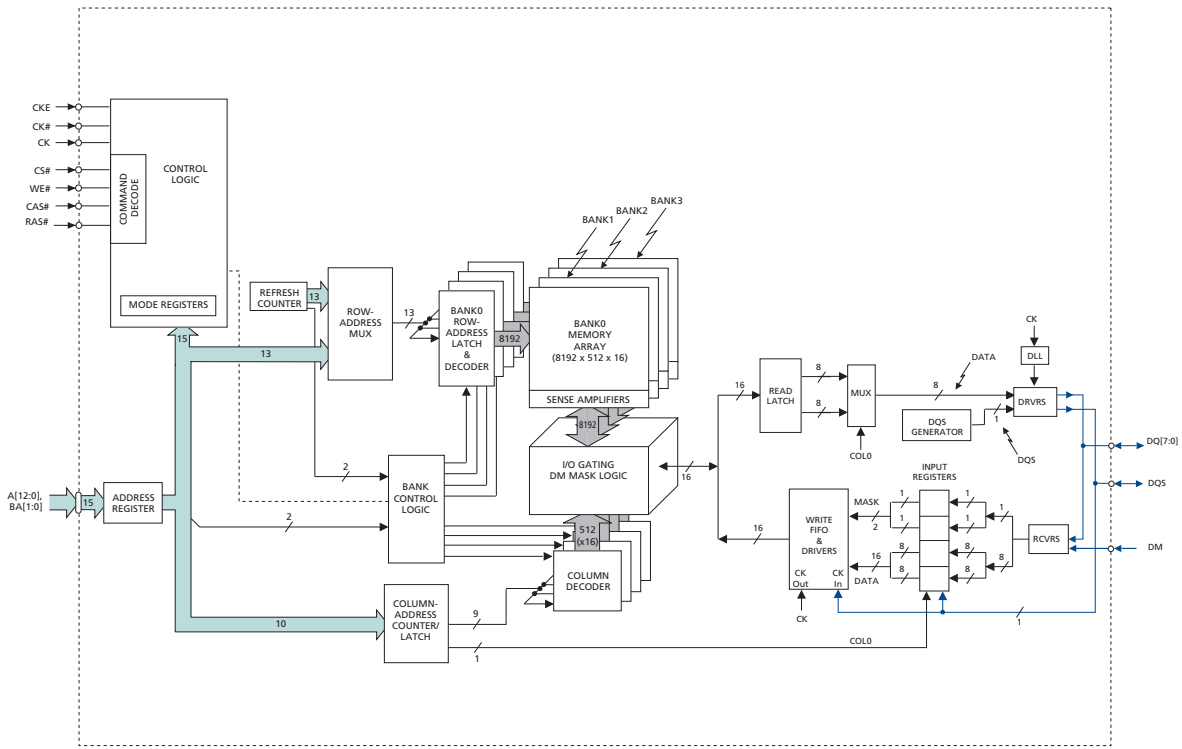 CKE
CK#
CK
CS#
WE#
CAS#
RAS#
COMMAND
DECODE
CONTROL
LOGIC
MODE REGISTERS
15
REFRESH
COUNTER
13
13
ROW-
ADDRESS
MUX
13
BANK0
ROW-
ADDRESS
LATCH
&
DECODER
8192
BANK1
BANK2
BANK3
BANK0
MEMORY
ARRAY
(8192 x 512 x 16)
SENSE AMPLIFIERS
8192
I/O GATING
DM MASK LOGIC
16
512
(x16)
COLUMN
DECODER
2
2
BANK
CONTROL
LOGIC
A[12:0],
BA[1:0]
15
ADDRESS
REGISTER
10
COLUMN-
ADDRESS
COUNTER/
LATCH
9
1
COL0
16
READ
LATCH
8
8
MUX
COL0
8
DATA
DQS
GENERATOR
1
DQS
CK
DLL
DRVRS
DQ[7:0]
DQS
DM
INPUT
REGISTERS
16
WRITE
FIFO
&
DRIVERS
CK
Out
CK
In
CK
MASK
2
16
DATA
1
1
8
8
1
1
8
8
1
8
RCVRS
1